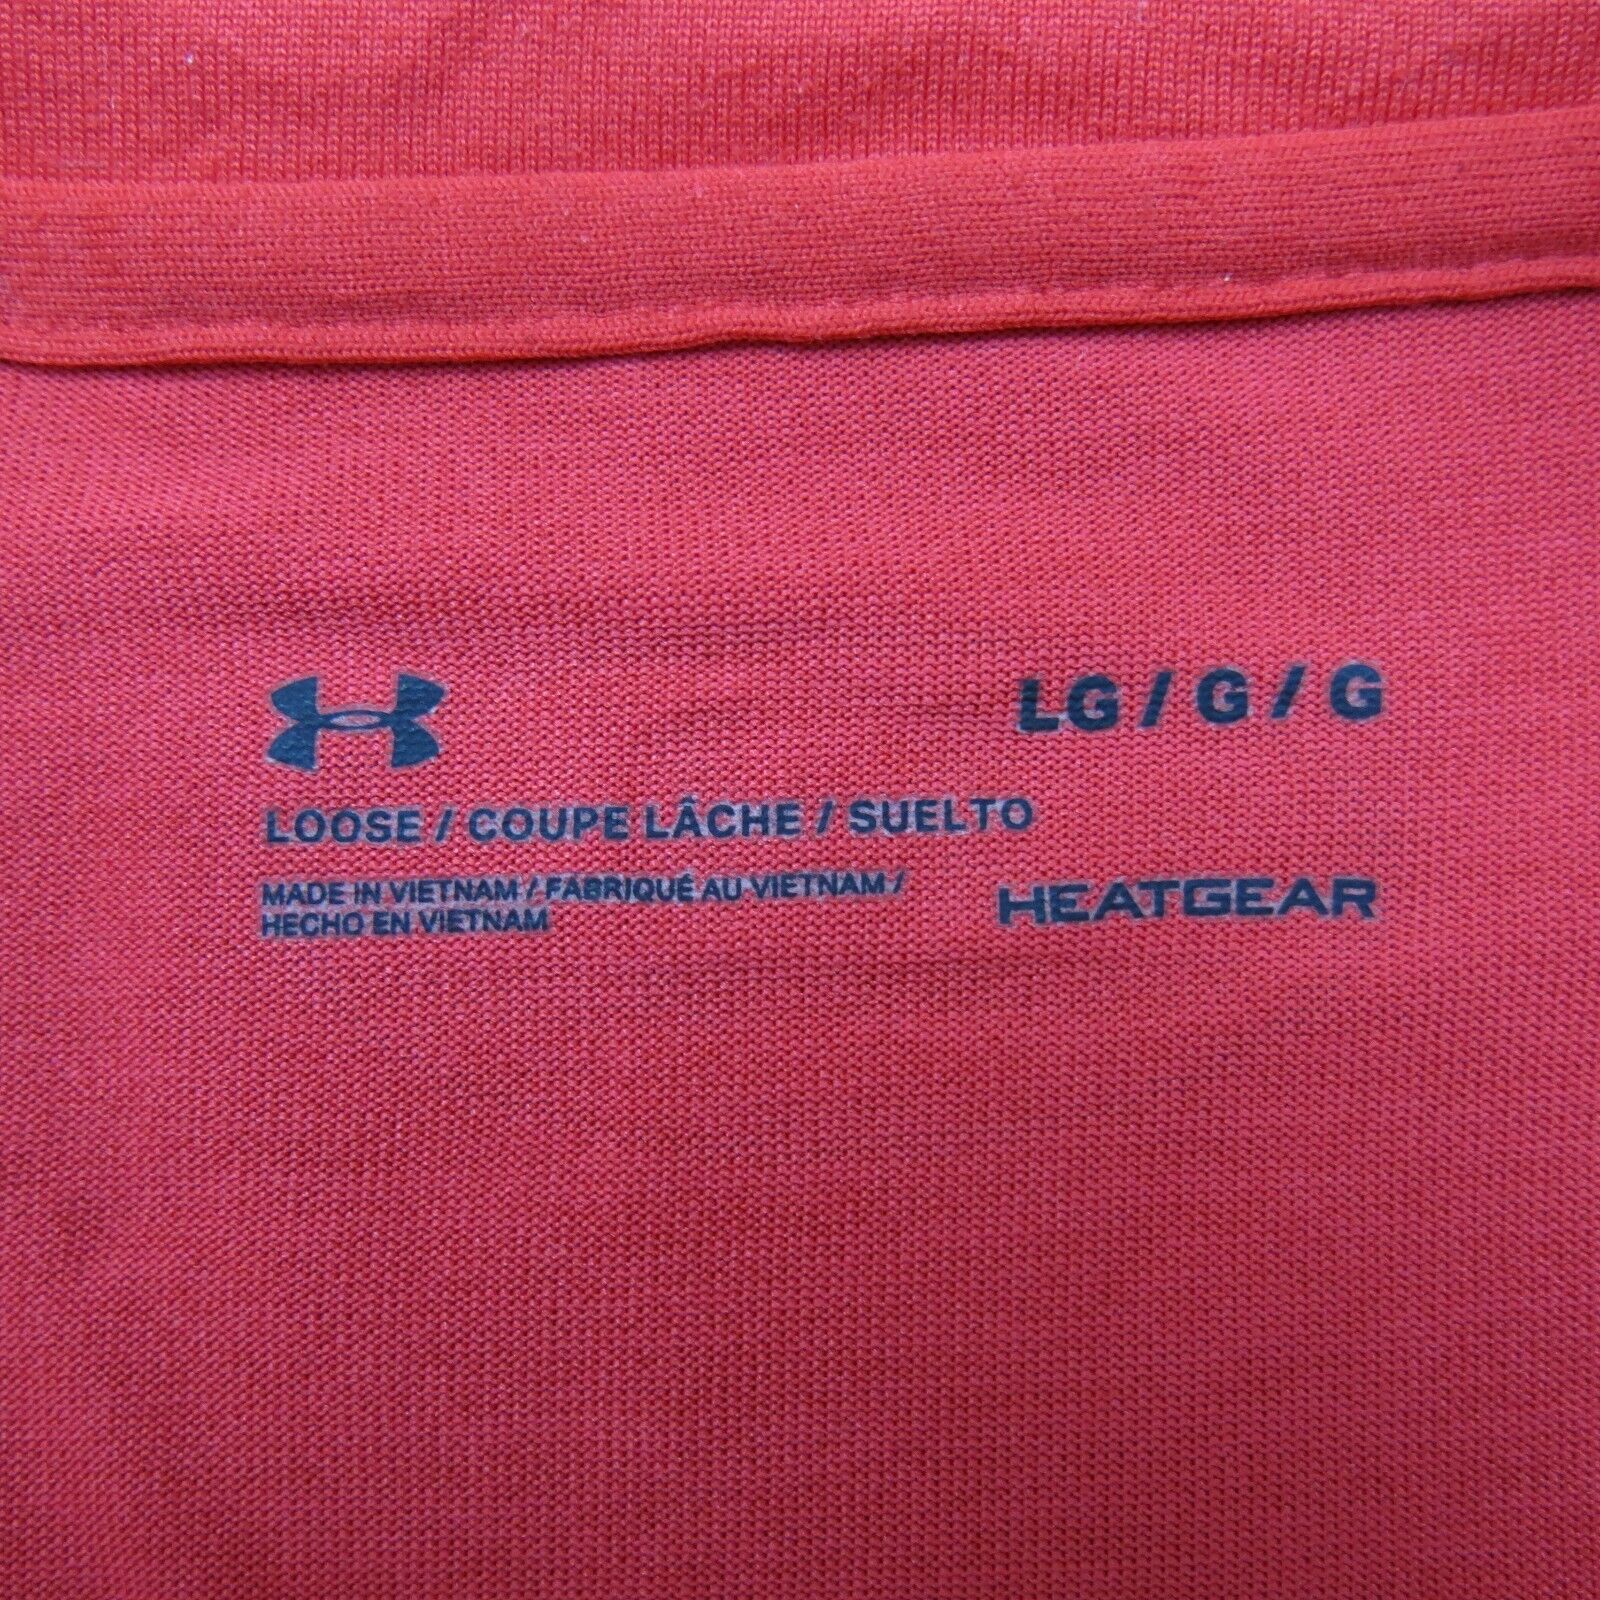 LG / G / G
LOOSE / COUPE LÂCHE / SUELTO
MADE IN VIETNAM / FABRIQUÉ AU VIETNAM /
HECHO EN VIETNAM
HEATGEAR